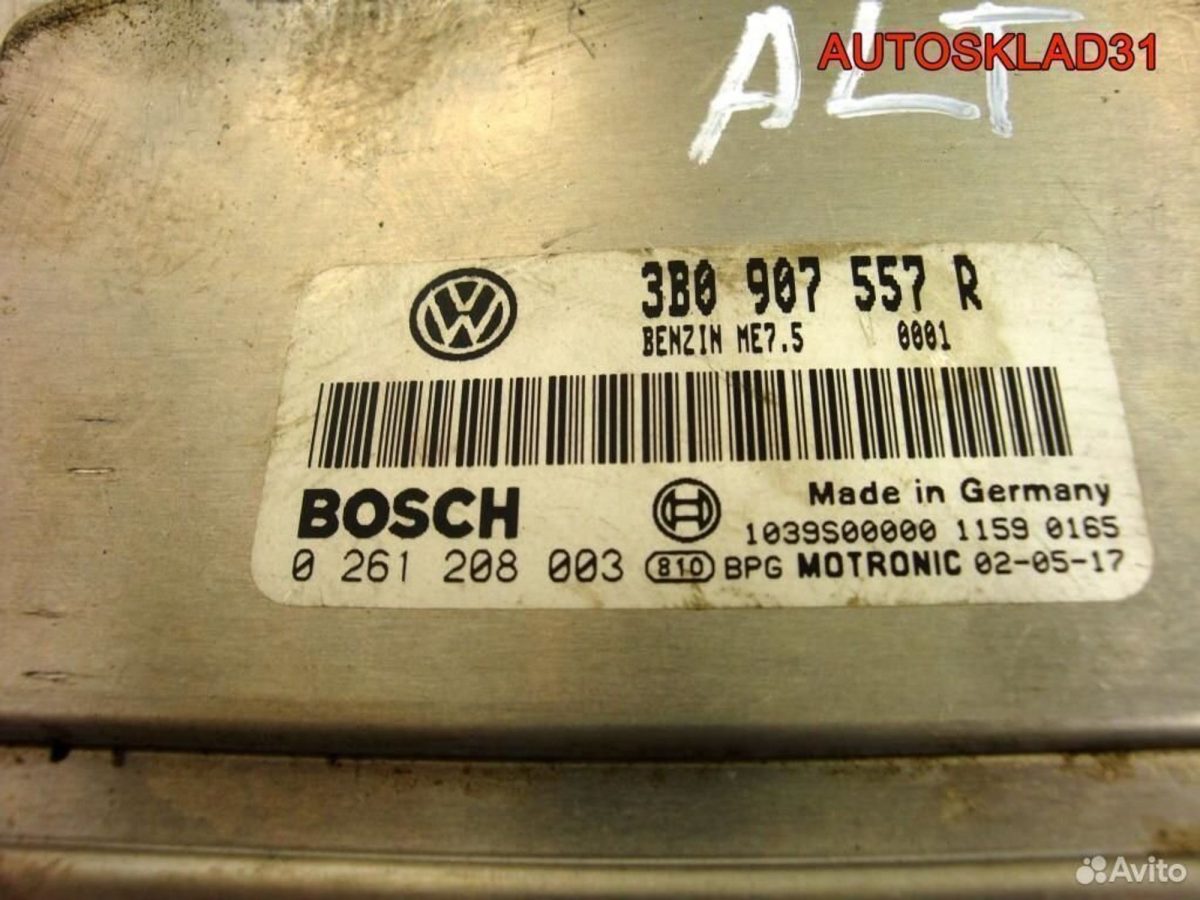 ALT
AUTOSKLAD31
VW
3B0 907 557 R
BENZIN ME7.5 0001
BOSCH
Made in Germany
1039S00000 1159 0165
0 261 208 003 810 BPG MOTRONIC 02-05-17
Avito